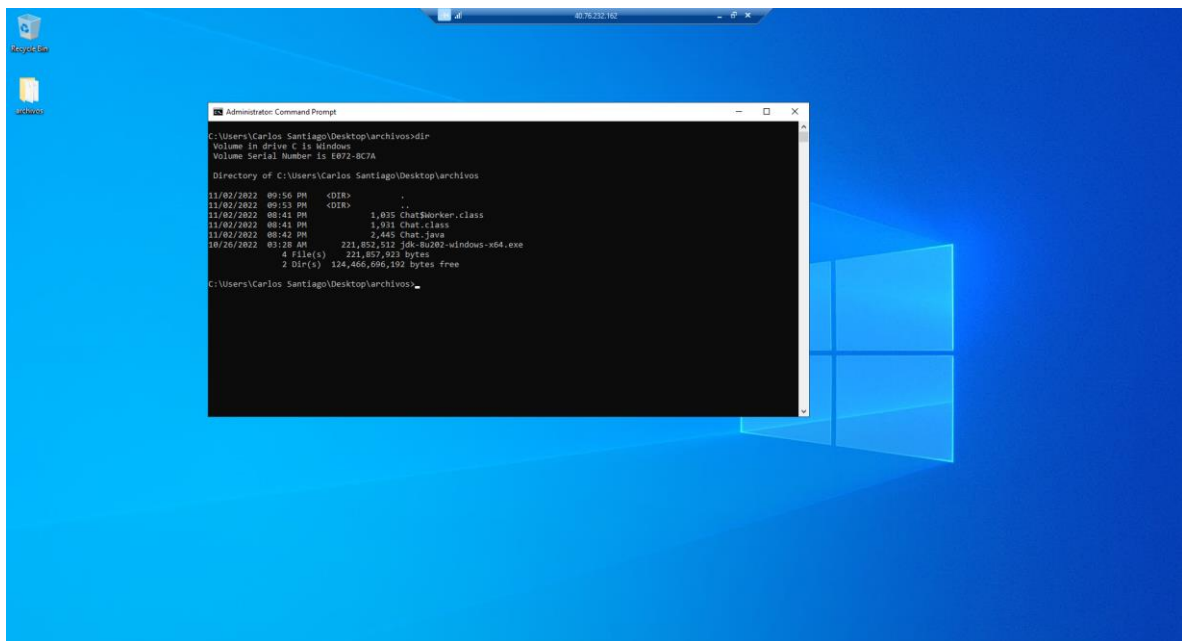 40.76.232.162
Recycle Bin
archivos
Administrator: Command Prompt
C:\Users\Carlos Santiago\Desktop\archivos>dir
Volume in drive C is Windows
Volume Serial Number is E072-8C7A
Directory of C:\Users\Carlos Santiago\Desktop\archivos
11/02/2022 09:56 PM <DIR> .
11/02/2022 09:53 PM <DIR> ..
11/02/2022 08:41 PM 1,035 Chat$Worker.class
11/02/2022 08:41 PM 1,931 Chat.class
11/02/2022 08:42 PM 2,445 Chat.java
10/26/2022 03:28 AM 221,852,512 jdk-8u202-windows-x64.exe
4 File(s) 221,857,923 bytes
2 Dir(s) 124,466,696,192 bytes free
C:\Users\Carlos Santiago\Desktop\archivos>